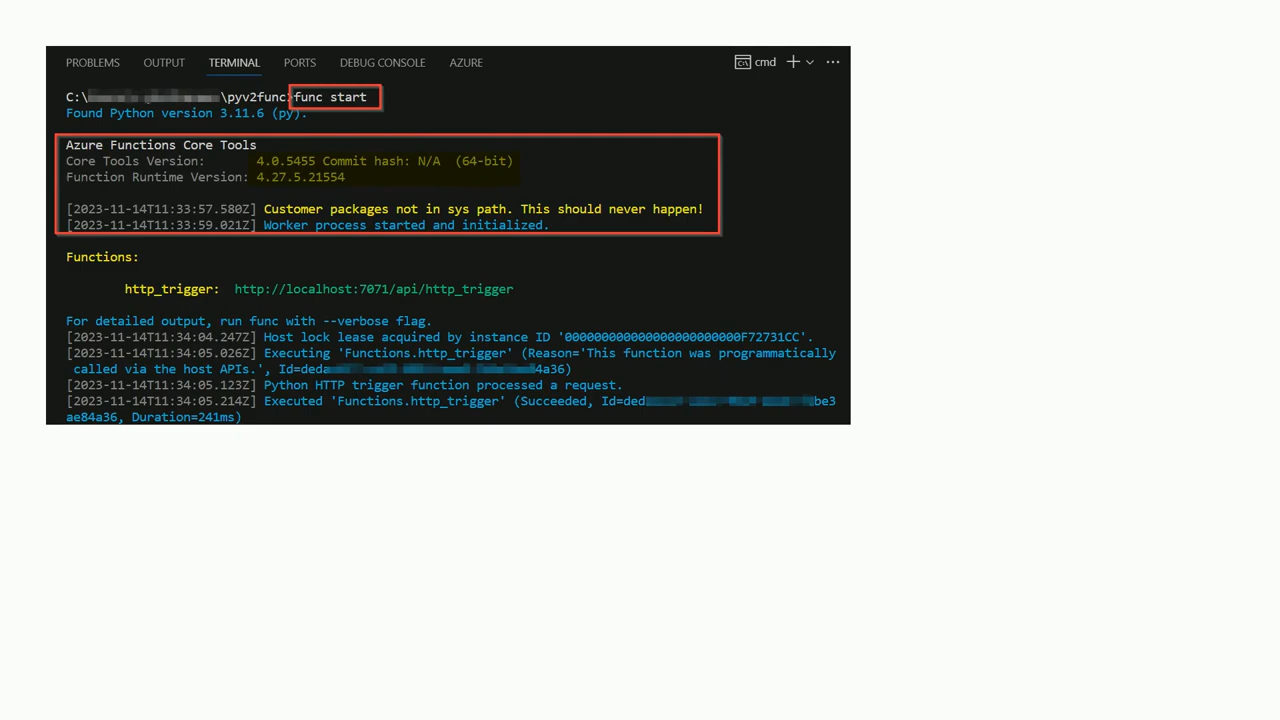 PROBLEMS OUTPUT TERMINAL PORTS DEBUG CONSOLE AZURE cmd
C:\ \pyv2func>func start
Found Python version 3.11.6 (py).
Azure Functions Core Tools
Core Tools Version: 4.0.5455 Commit hash: N/A (64-bit)
Function Runtime Version: 4.27.5.21554
[2023-11-14T11:33:57.580Z] Customer packages not in sys path. This should never happen!
[2023-11-14T11:33:59.021Z] Worker process started and initialized.
Functions:
http_trigger: http://localhost:7071/api/http_trigger
For detailed output, run func with --verbose flag.
[2023-11-14T11:34:04.247Z] Host lock lease acquired by instance ID '000000000000000000000000F72731CC'.
[2023-11-14T11:34:05.026Z] Executing 'Functions.http_trigger' (Reason='This function was programmatically
called via the host APIs.', Id=deda 4a36)
[2023-11-14T11:34:05.123Z] Python HTTP trigger function processed a request.
[2023-11-14T11:34:05.214Z] Executed 'Functions.http_trigger' (Succeeded, Id=ded be3
ae84a36, Duration=241ms)